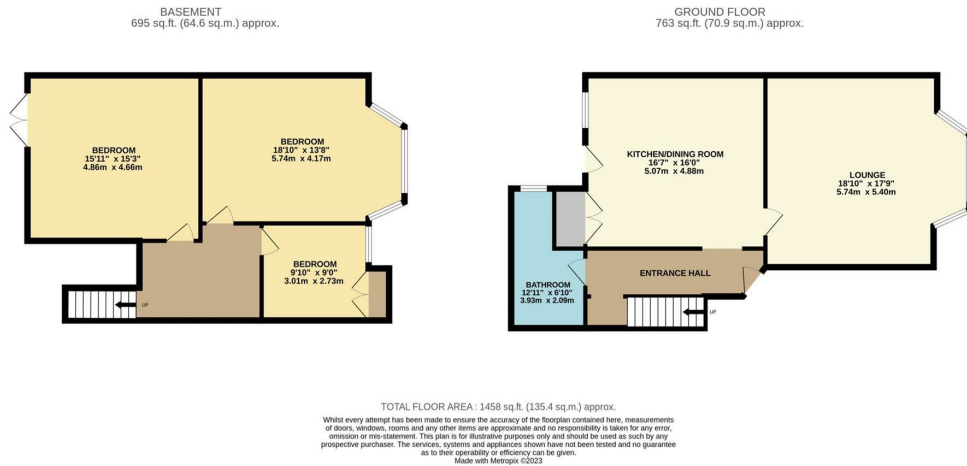 BASEMENT
695 sq.ft. (64.6 sq.m.) approx.
GROUND FLOOR
763 sq.ft. (70.9 sq.m.) approx.
BEDROOM
15'11" x 15'3"
4.86m x 4.66m
BEDROOM
18'10" x 13'8"
5.74m x 4.17m
BEDROOM
9'10" x 9'0"
3.01m x 2.73m
UP
KITCHEN/DINING ROOM
16'7" x 16'0"
5.07m x 4.88m
LOUNGE
18'10" x 17'9"
5.74m x 5.40m
ENTRANCE HALL
BATHROOM
12'11" x 6'10"
3.93m x 2.09m
UP
TOTAL FLOOR AREA : 1458 sq.ft. (135.4 sq.m.) approx.
Whilst every attempt has been made to ensure the accuracy of the floorplan contained here, measurements
of doors, windows, rooms and any other items are approximate and no responsibility is taken for any error,
omission or mis-statement. This plan is for illustrative purposes only and should be used as such by any
prospective purchaser. The services, systems and appliances shown have not been tested and no guarantee
as to their operability or efficiency can be given.
Made with Metropix ©2023